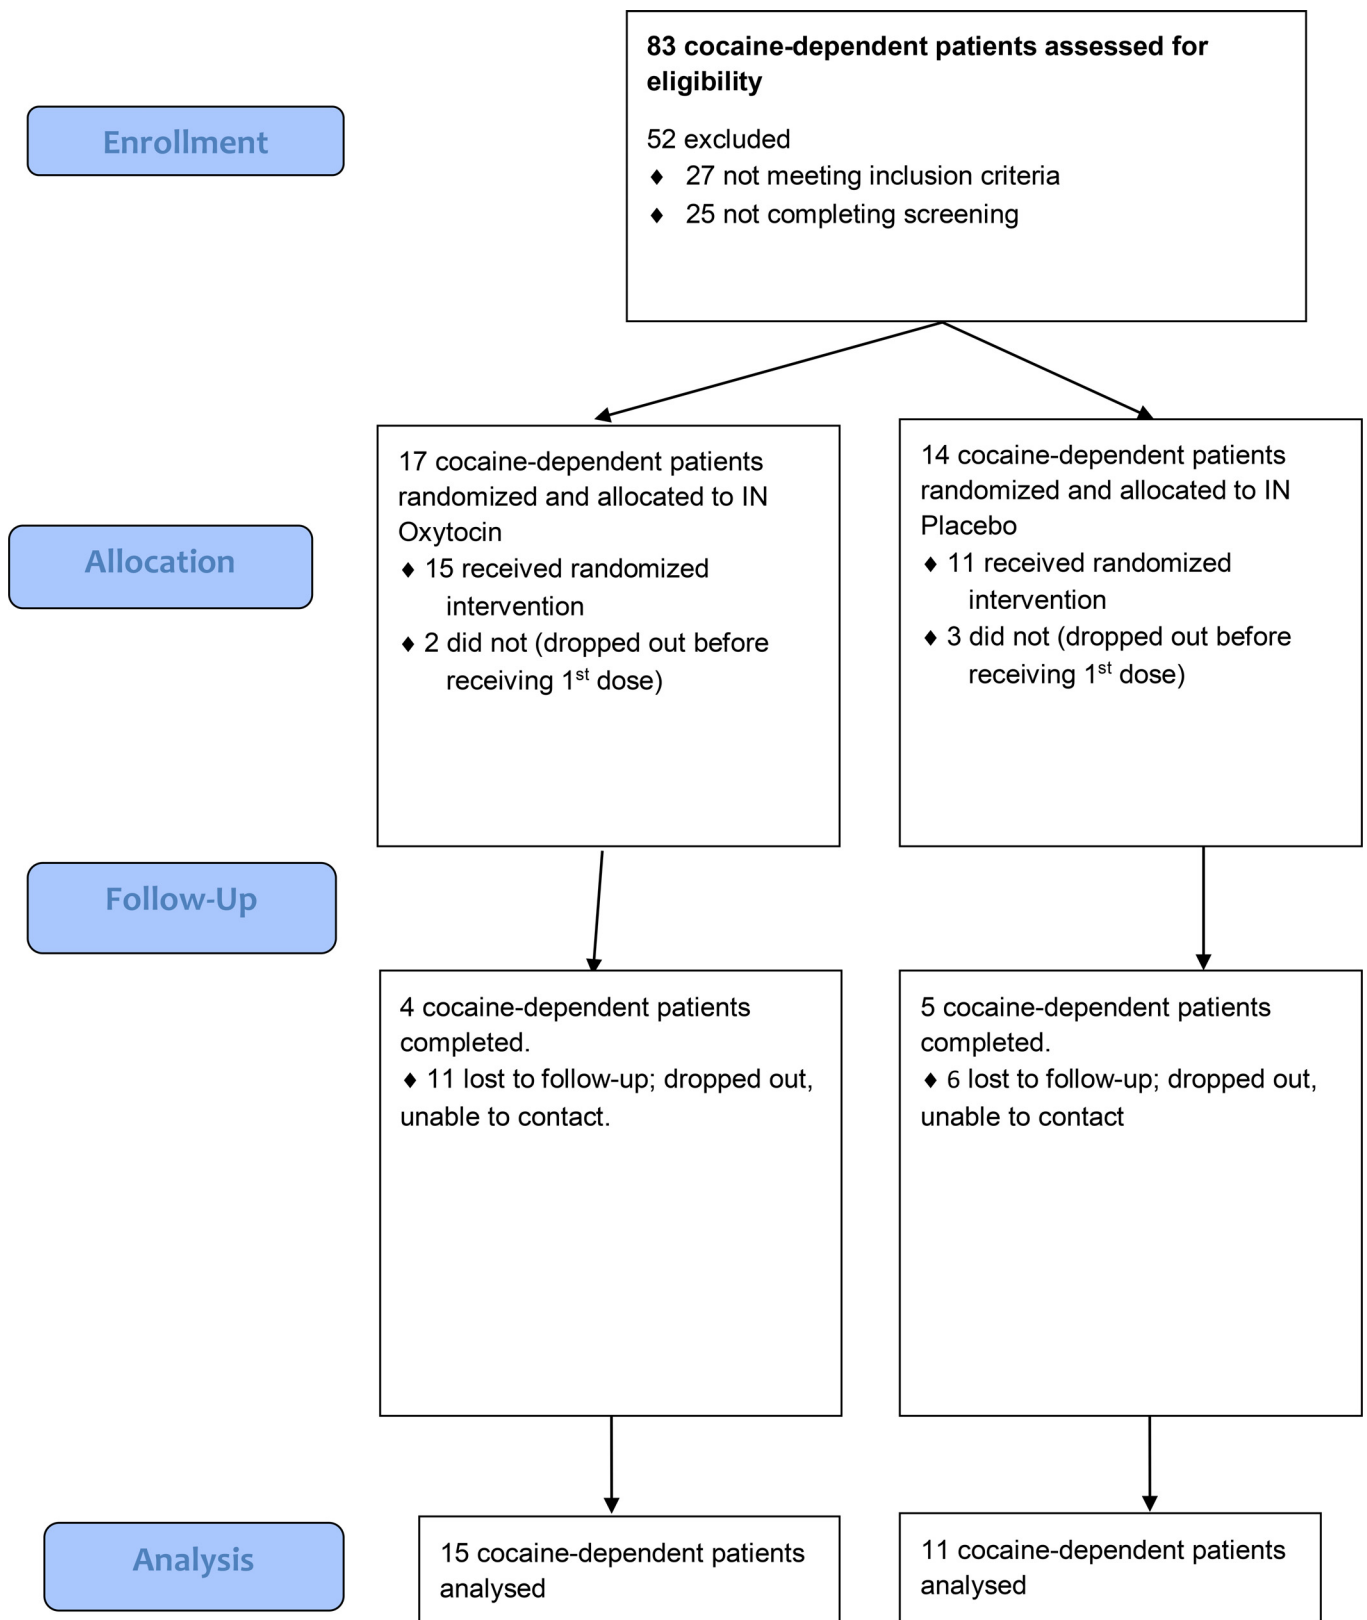 83 cocaine-dependent patients assessed for
eligibility
Enrollment
52 excluded
♦ 27 not meeting inclusion criteria
♦ 25 not completing screening
17 cocaine-dependent patients
randomized and allocated to IN
Oxytocin
♦ 15 received randomized
intervention
♦ 2 did not (dropped out before
receiving 1st dose)
14 cocaine-dependent patients
randomized and allocated to IN
Placebo
♦ 11 received randomized
intervention
♦ 3 did not (dropped out before
receiving 1st dose)
Allocation
Follow-Up
4 cocaine-dependent patients
completed.
♦ 11 lost to follow-up; dropped out,
unable to contact.
5 cocaine-dependent patients
completed.
♦ 6 lost to follow-up; dropped out,
unable to contact
Analysis
15 cocaine-dependent patients
analysed
11 cocaine-dependent patients
analysed